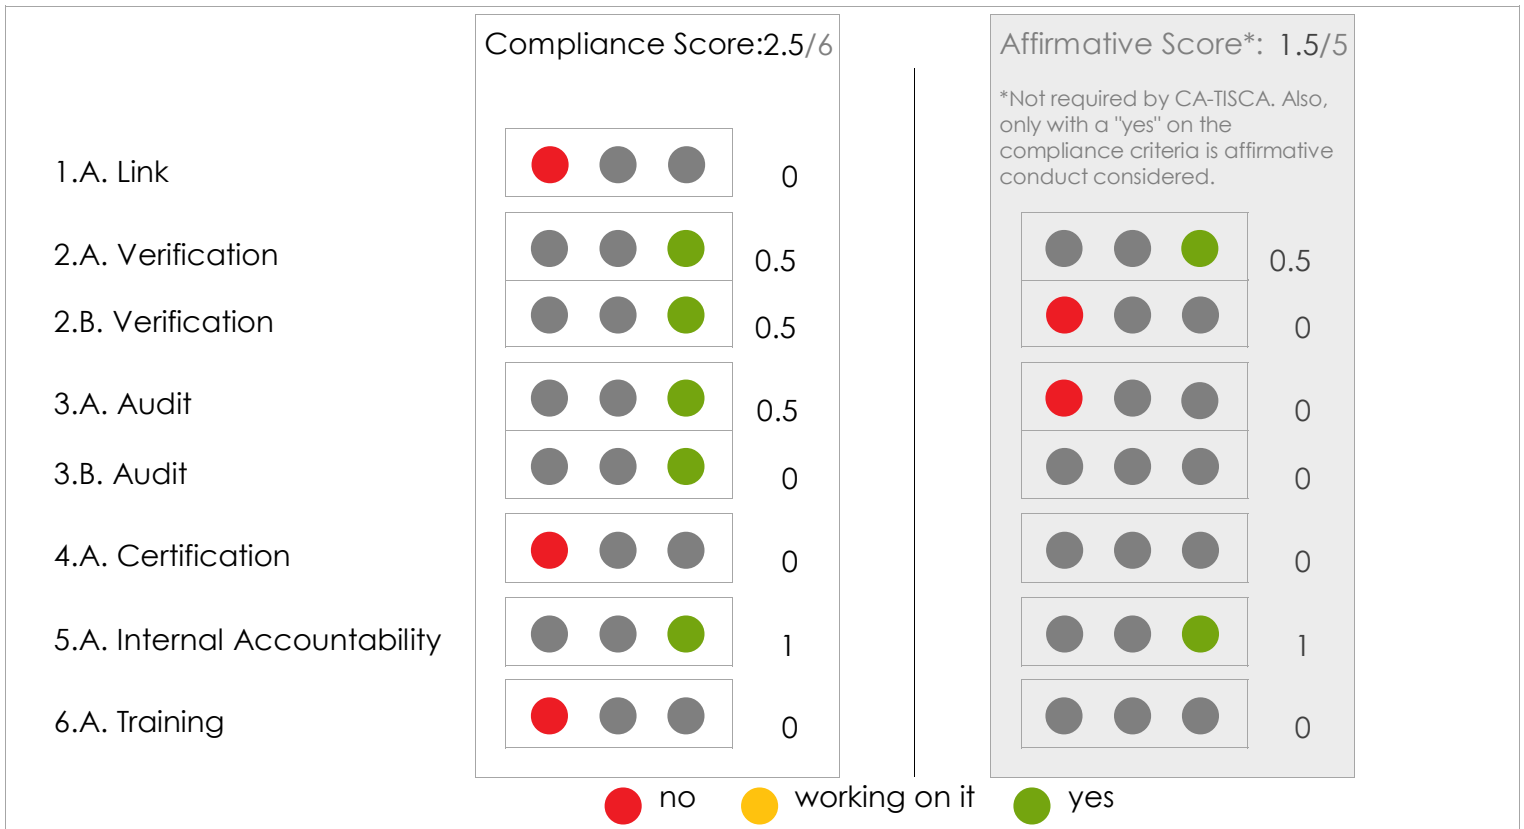 Compliance Score:2.5/6
Affirmative Score*: 1.5/5
*Not required by CA-TISCA. Also,
only with a "yes" on the
compliance criteria is affirmative
conduct considered.
1.A. Link 0
2.A. Verification 0.5 0.5
2.B. Verification 0.5 0
3.A. Audit 0.5 0
3.B. Audit 0 0
4.A. Certification 0 0
5.A. Internal Accountability 1 1
6.A. Training 0 0
no working on it yes